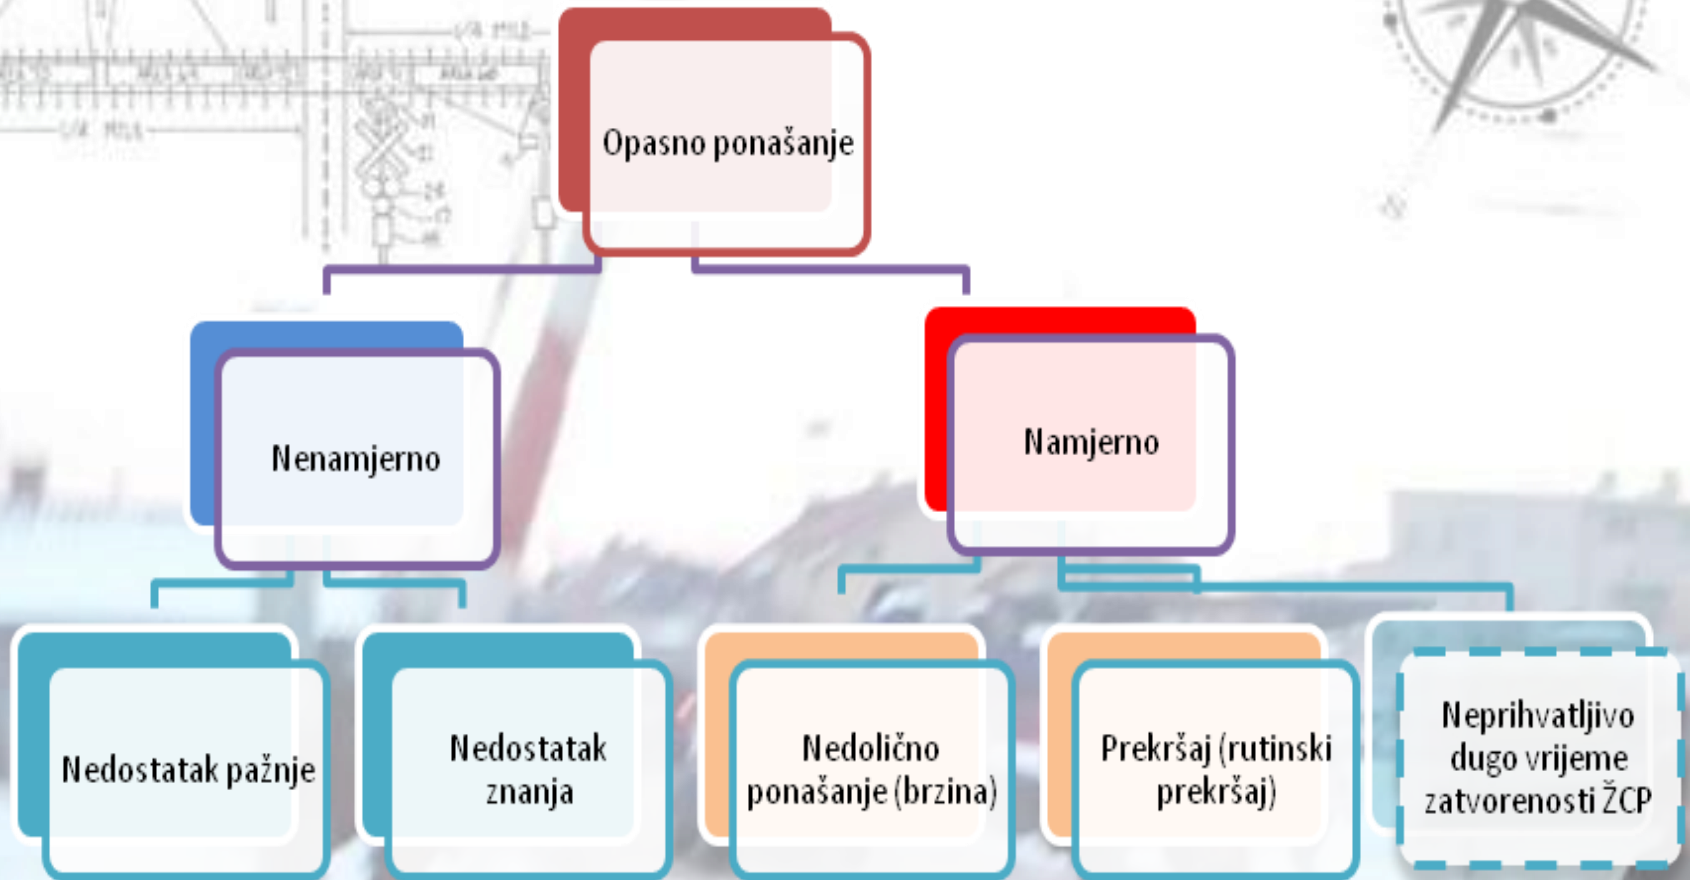 Opasno ponašanje
Nenamjerno
Namjerno
Nedostatak pažnje
Nedostatak
znanja
Nedolično
ponašanje (brzina)
Prekršaj (rutinski
prekršaj)
Neprihvatljivo
dugo vrijeme
zatvorenosti ŽCP